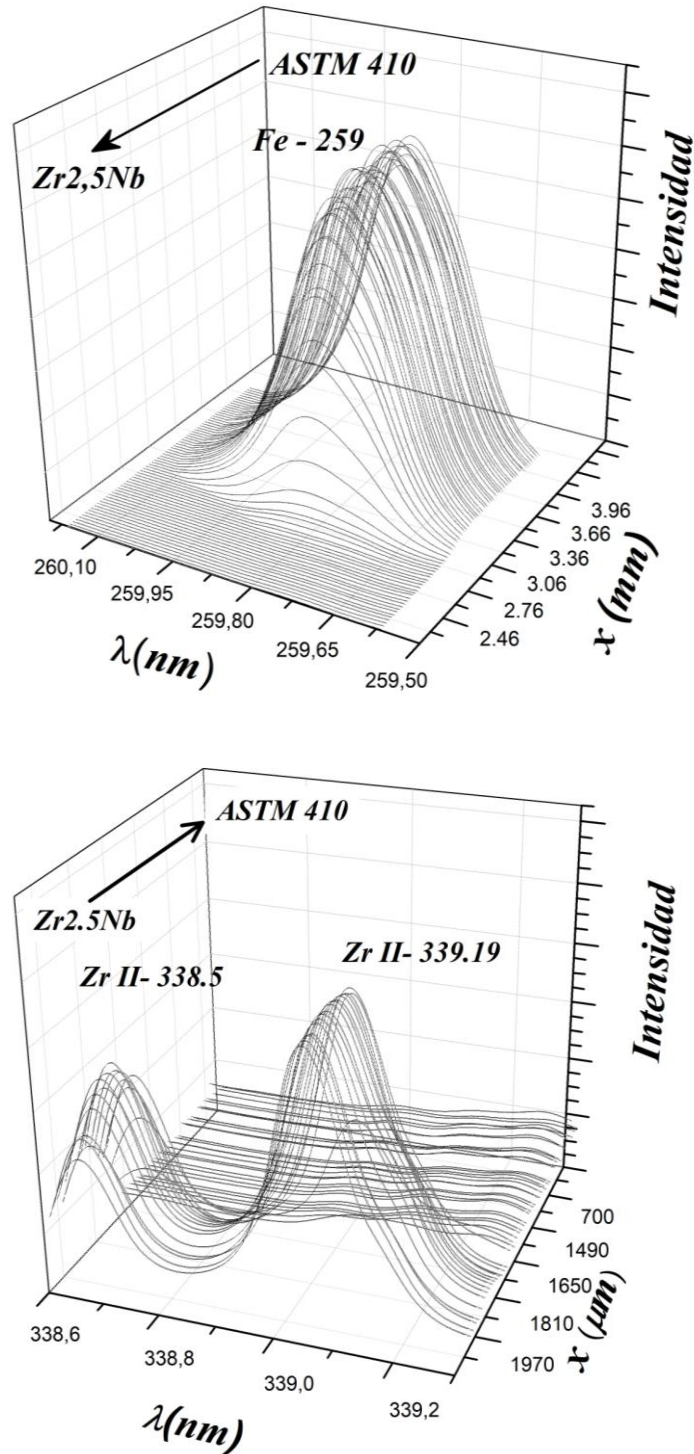 ASTM 410
Fe - 259
Zr2,5Nb
Intensidad
3.96
3.66
3.36
3.06
2.76
2.46
x (mm)
260,10
259,95
259,80
259,65
259,50
λ(nm)
ASTM 410
Zr2.5Nb
Zr II- 339.19
Zr II- 338.5
Intensidad
700
1490
1650
1810
1970
x (μm)
338,6
338,8
339,0
339,2
λ(nm)